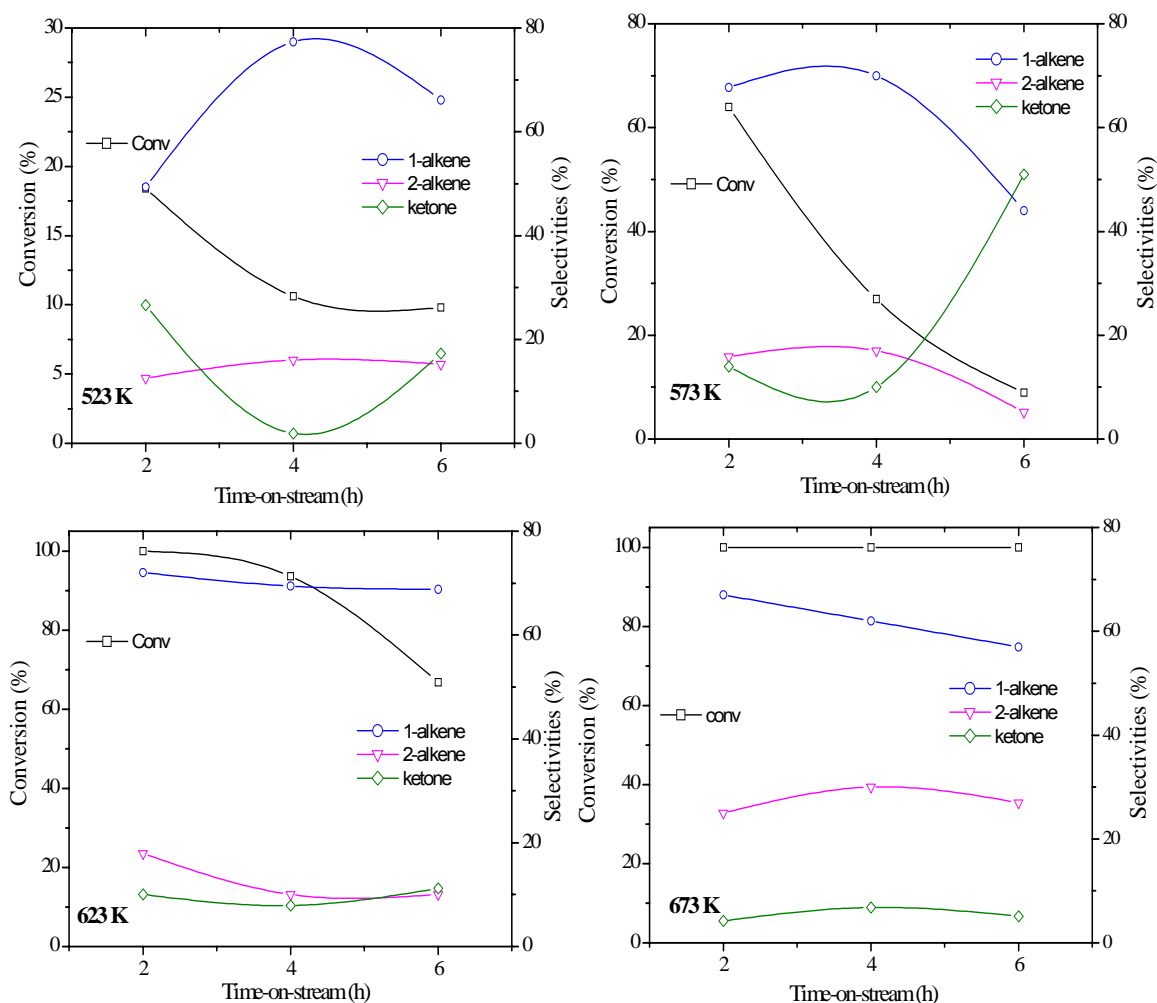 30
25
20
15
10
5
0
Conversion (%)
Conv
1-alkene
2-alkene
ketone
523 K
80
60
40
20
0
Selectivities (%)
2
4
6
Time-on-stream (h)
80
60
40
20
0
Conversion (%)
Conv
1-alkene
2-alkene
ketone
573 K
80
60
40
20
0
Selectivities (%)
2
4
6
Time-on-stream (h)
100
80
60
40
20
0
Conversion (%)
Conv
1-alkene
2-alkene
ketone
623 K
80
60
40
20
0
Selectivities (%)
2
4
6
Time-on-stream (h)
100
80
60
40
20
0
Conversion (%)
conv
1-alkene
2-alkene
ketone
673 K
80
60
40
20
0
Selectivities (%)
2
4
6
Time-on-stream (h)